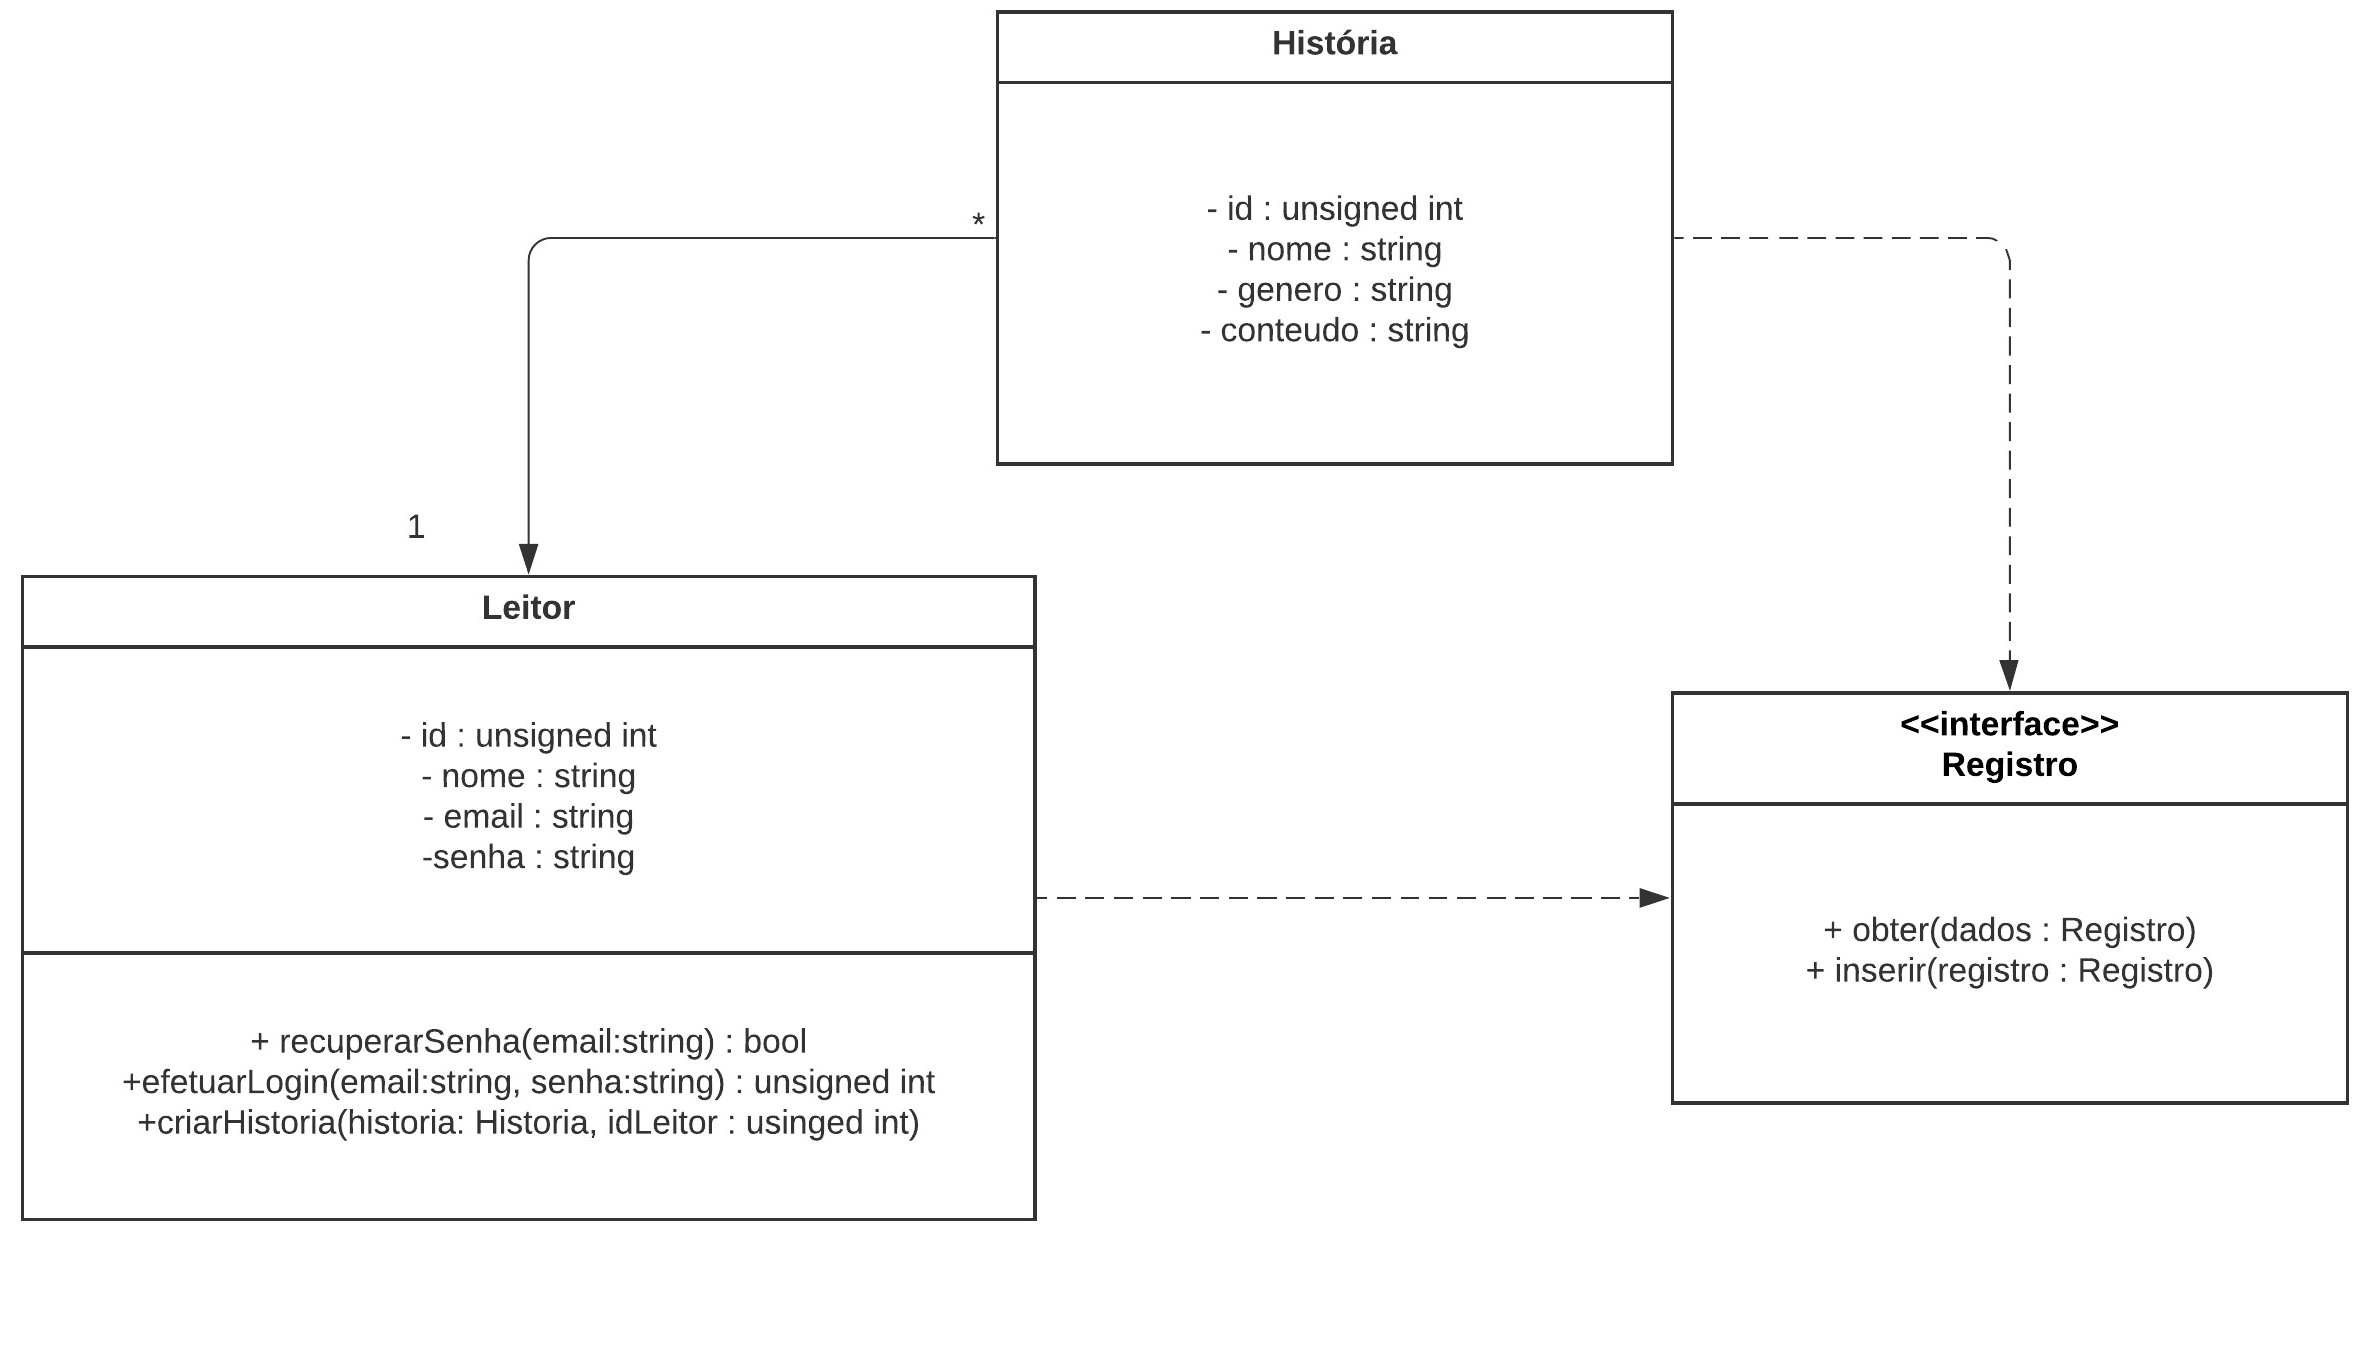 História
- id : unsigned int
- nome : string
- genero : string
- conteudo : string
*
1
Leitor
- id : unsigned int
- nome : string
- email : string
-senha : string
+ recuperarSenha(email:string) : bool
+efetuarLogin(email:string, senha:string) : unsigned int
+criarHistoria(historia: Historia, idLeitor : usinged int)
<<interface>>
Registro
+ obter(dados : Registro)
+ inserir(registro : Registro)